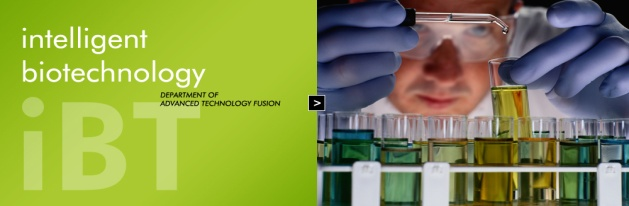 intelligent
biotechnology
DEPARTMENT OF
ADVANCED TECHNOLOGY FUSION
iBT
>